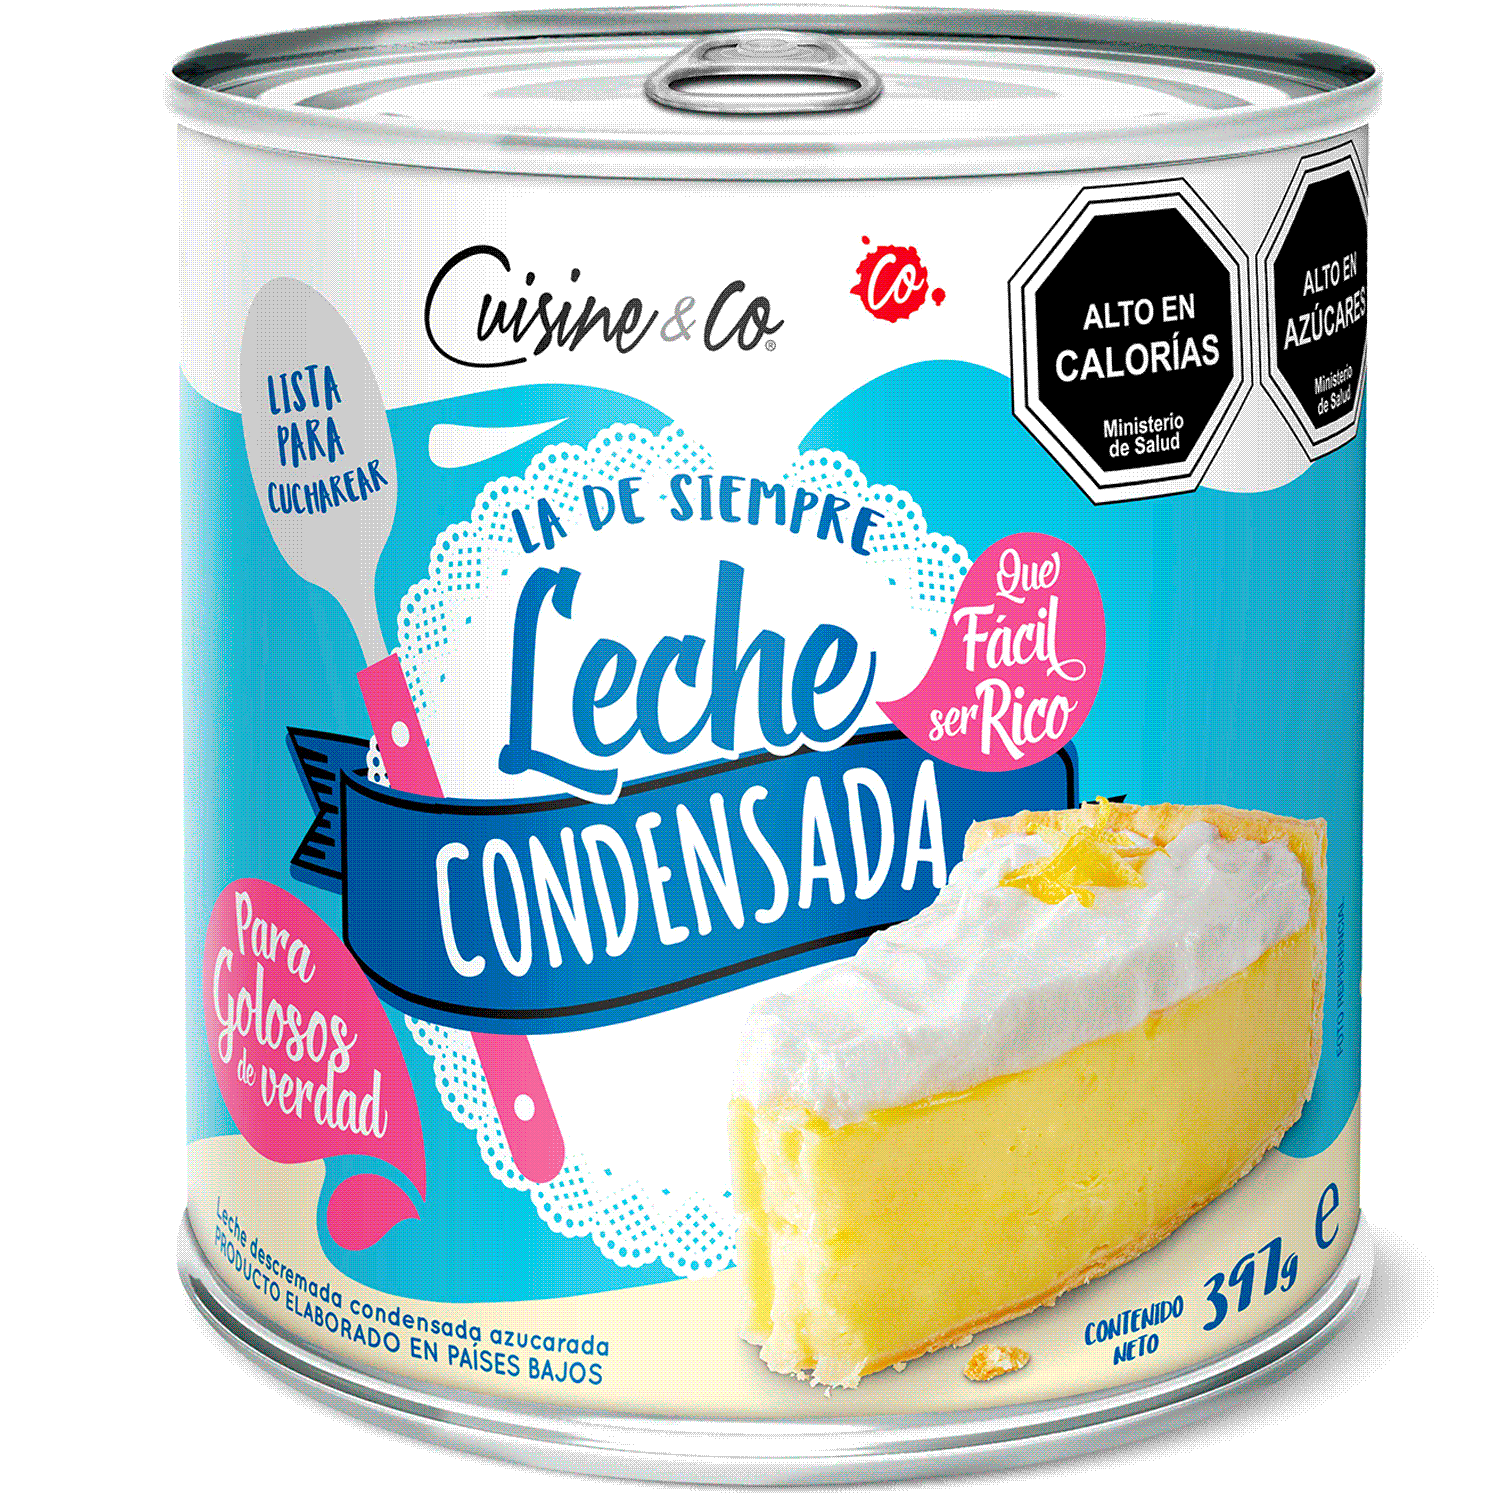 Cuisine & Co®
Co.
ALTO EN
CALORÍAS
Ministerio
de Salud
ALTO EN
AZÚCARES
Ministerio
de Salud
LISTA
PARA
CUCHAREAR
LA DE SIEMPRE
Leche
CONDENSADA
Que
Fácil
ser Rico
Para
Golosos
de verdad
FOTO REFERENCIAL
Leche descremada condensada azucarada
PRODUCTO ELABORADO EN PAÍSES BAJOS
CONTENIDO
NETO
397g e